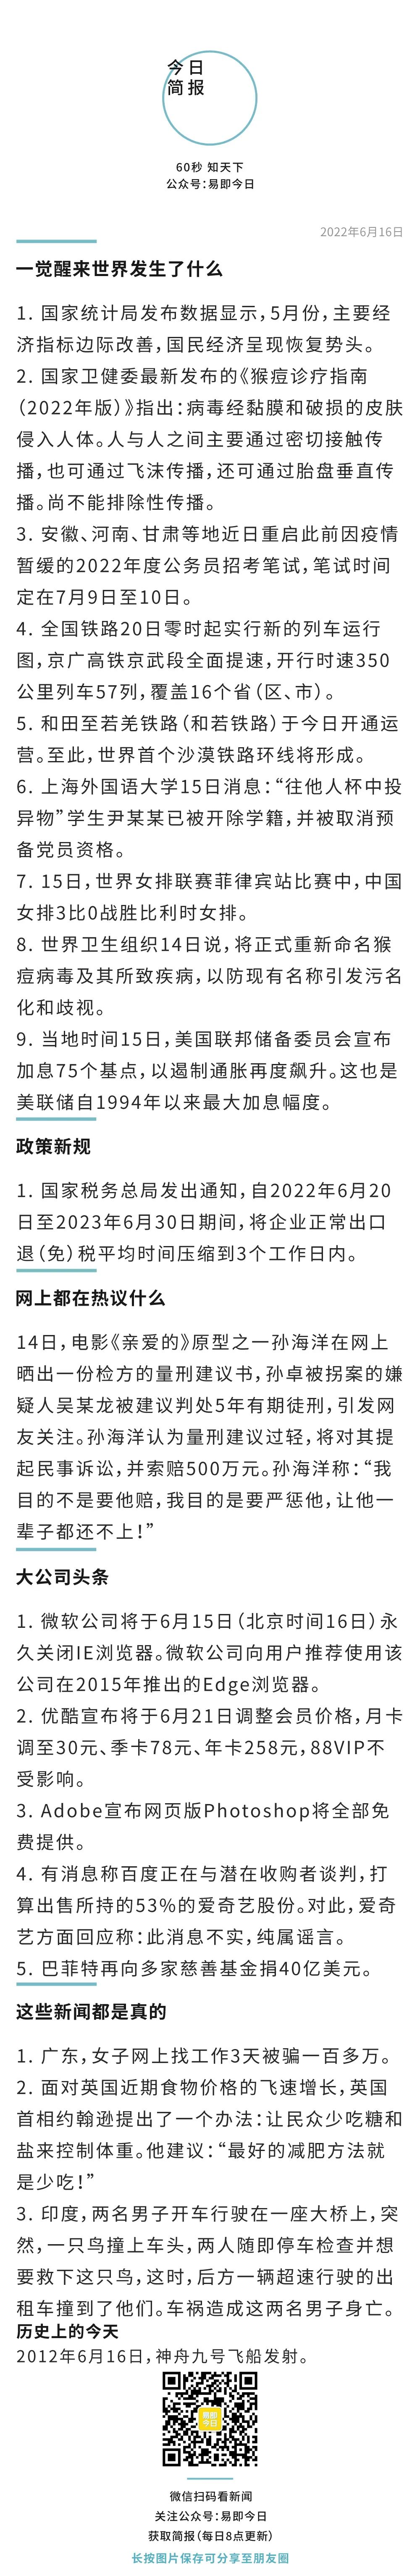 今日
简报
60秒 知天下
公众号：易即今日
2022年6月16日
一觉醒来世界发生了什么
1. 国家统计局发布数据显示，5月份，主要经
济指标边际改善，国民经济呈现恢复势头。
2. 国家卫健委最新发布的《猴痘诊疗指南
（2022年版）》指出：病毒经黏膜和破损的皮肤
侵入人体。人与人之间主要通过密切接触传
播，也可通过飞沫传播，还可通过胎盘垂直传
播。尚不能排除性传播。
3. 安徽、河南、甘肃等地近日重启此前因疫情
暂缓的2022年度公务员招考笔试，笔试时间
定在7月9日至10日。
4. 全国铁路20日零时起实行新的列车运行
图，京广高铁京武段全面提速，开行时速350
公里列车57列，覆盖16个省（区、市）。
5. 和田至若羌铁路（和若铁路）于今日开通运
营。至此，世界首个沙漠铁路环线将形成。
6. 上海外国语大学15日消息：“往他人杯中投
异物”学生尹某某已被开除学籍，并被取消预
备党员资格。
7. 15日，世界女排联赛菲律宾站比赛中，中国
女排3比0战胜比利时女排。
8. 世界卫生组织14日说，将正式重新命名猴
痘病毒及其所致疾病，以防现有名称引发污名
化和歧视。
9. 当地时间15日，美国联邦储备委员会宣布
加息75个基点，以遏制通胀再度飙升。这也是
美联储自1994年以来最大加息幅度。
政策新规
1. 国家税务总局发出通知，自2022年6月20
日至2023年6月30日期间，将企业正常出口
退（免）税平均时间压缩到3个工作日内。
网上都在热议什么
14日，电影《亲爱的》原型之一孙海洋在网上
晒出一份检方的量刑建议书，孙卓被拐案的嫌
疑人吴某龙被建议判处5年有期徒刑，引发网
友关注。孙海洋认为量刑建议过轻，将对其提
起民事诉讼，并索赔500万元。孙海洋称：“我
目的不是要他赔，我目的是要严惩他，让他一
辈子都还不上！”
大公司头条
1. 微软公司将于6月15日（北京时间16日）永
久关闭IE浏览器。微软公司向用户推荐使用该
公司在2015年推出的Edge浏览器。
2. 优酷宣布将于6月21日调整会员价格，月卡
调至30元、季卡78元、年卡258元，88VIP不
受影响。
3. Adobe宣布网页版Photoshop将全部免
费提供。
4. 有消息称百度正在与潜在收购者谈判，打
算出售所持的53%的爱奇艺股份。对此，爱奇
艺方面回应称：此消息不实，纯属谣言。
5. 巴菲特再向多家慈善基金捐40亿美元。
这些新闻都是真的
1. 广东，女子网上找工作3天被骗一百多万。
2. 面对英国近期食物价格的飞速增长，英国
首相约翰逊提出了一个办法：让民众少吃糖和
盐来控制体重。他建议：“最好的减肥方法就
是少吃！”
3. 印度，两名男子开车行驶在一座大桥上，突
然，一只鸟撞上车头，两人随即停车检查并想
要救下这只鸟，这时，后方一辆超速行驶的出
租车撞到了他们。车祸造成这两名男子身亡。
历史上的今天
2012年6月16日，神舟九号飞船发射。
易即
今日
微信扫码看新闻
关注公众号：易即今日
获取简报（每日8点更新）
长按图片保存可分享至朋友圈